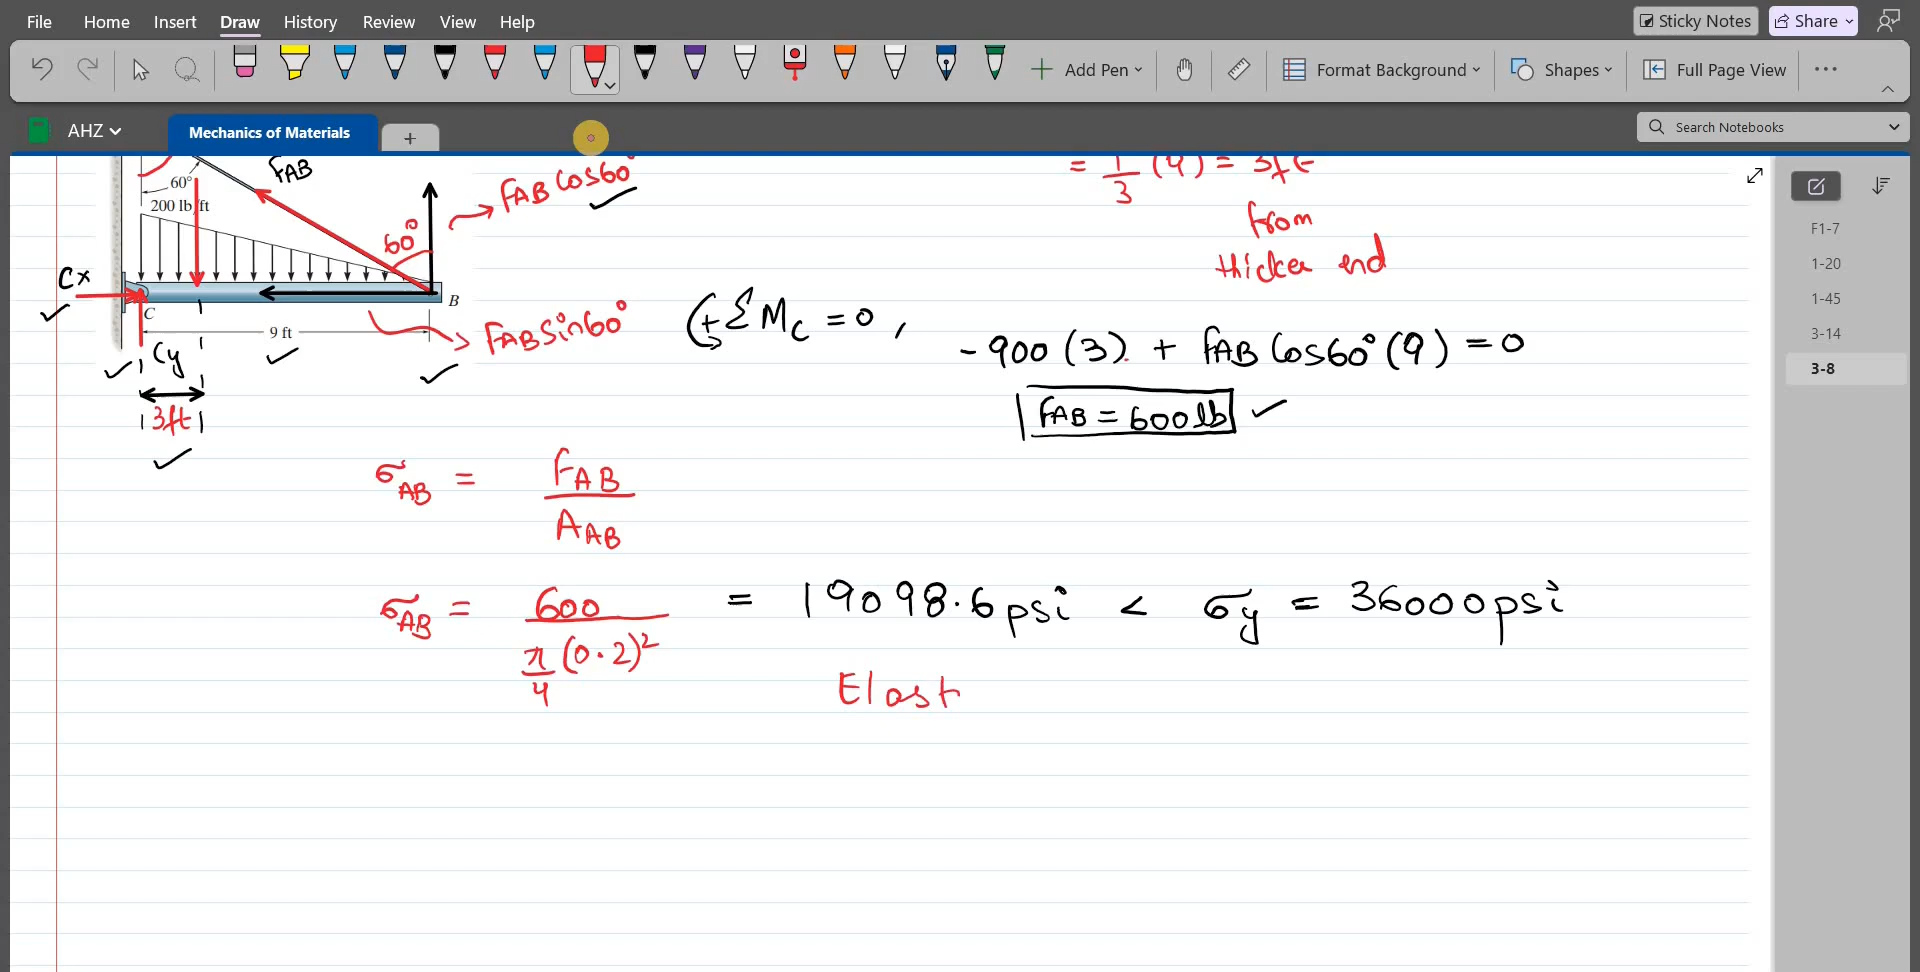 File Home Insert Draw History Review View Help
Sticky Notes Share
Add Pen Format Background Shapes Full Page View
AHZ Mechanics of Materials
Search Notebooks
F1-7
1-20
1-45
3-14
3-8
60°
200 lb/ft
FAB
FAB Cos60°
60°
Cx
C
B
9 ft
FAB Sin60°
Cy
3ft
= 1/3 (9) = 3ft
from
thicker end
(+ΣMC = 0,
-900 (3) + FAB Cos60° (9) = 0
FAB = 600lb
σAB = FAB / AAB
σAB = 600 / π/4 (0.2)² = 19098.6 psi < σy = 36000 psi
Elast